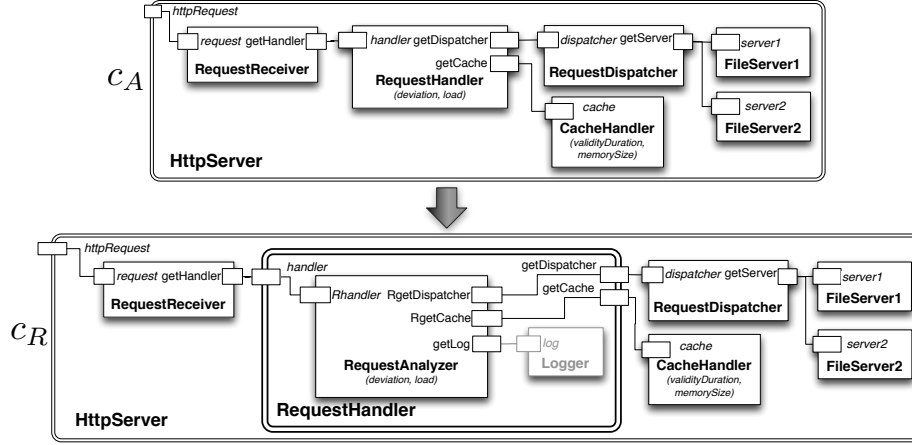 httpRequest
request getHandler
RequestReceiver
handler getDispatcher
getCache
RequestHandler
(deviation, load)
dispatcher getServer
RequestDispatcher
server1
FileServer1
server2
FileServer2
cache
CacheHandler
(validityDuration,
memorySize)
c_A
HttpServer
httpRequest
request getHandler
RequestReceiver
handler
Rhandler RgetDispatcher
RgetCache
getLog
RequestAnalyzer
(deviation, load)
log
Logger
getDispatcher
getCache
RequestHandler
dispatcher getServer
RequestDispatcher
server1
FileServer1
server2
FileServer2
cache
CacheHandler
(validityDuration,
memorySize)
c_R
HttpServer